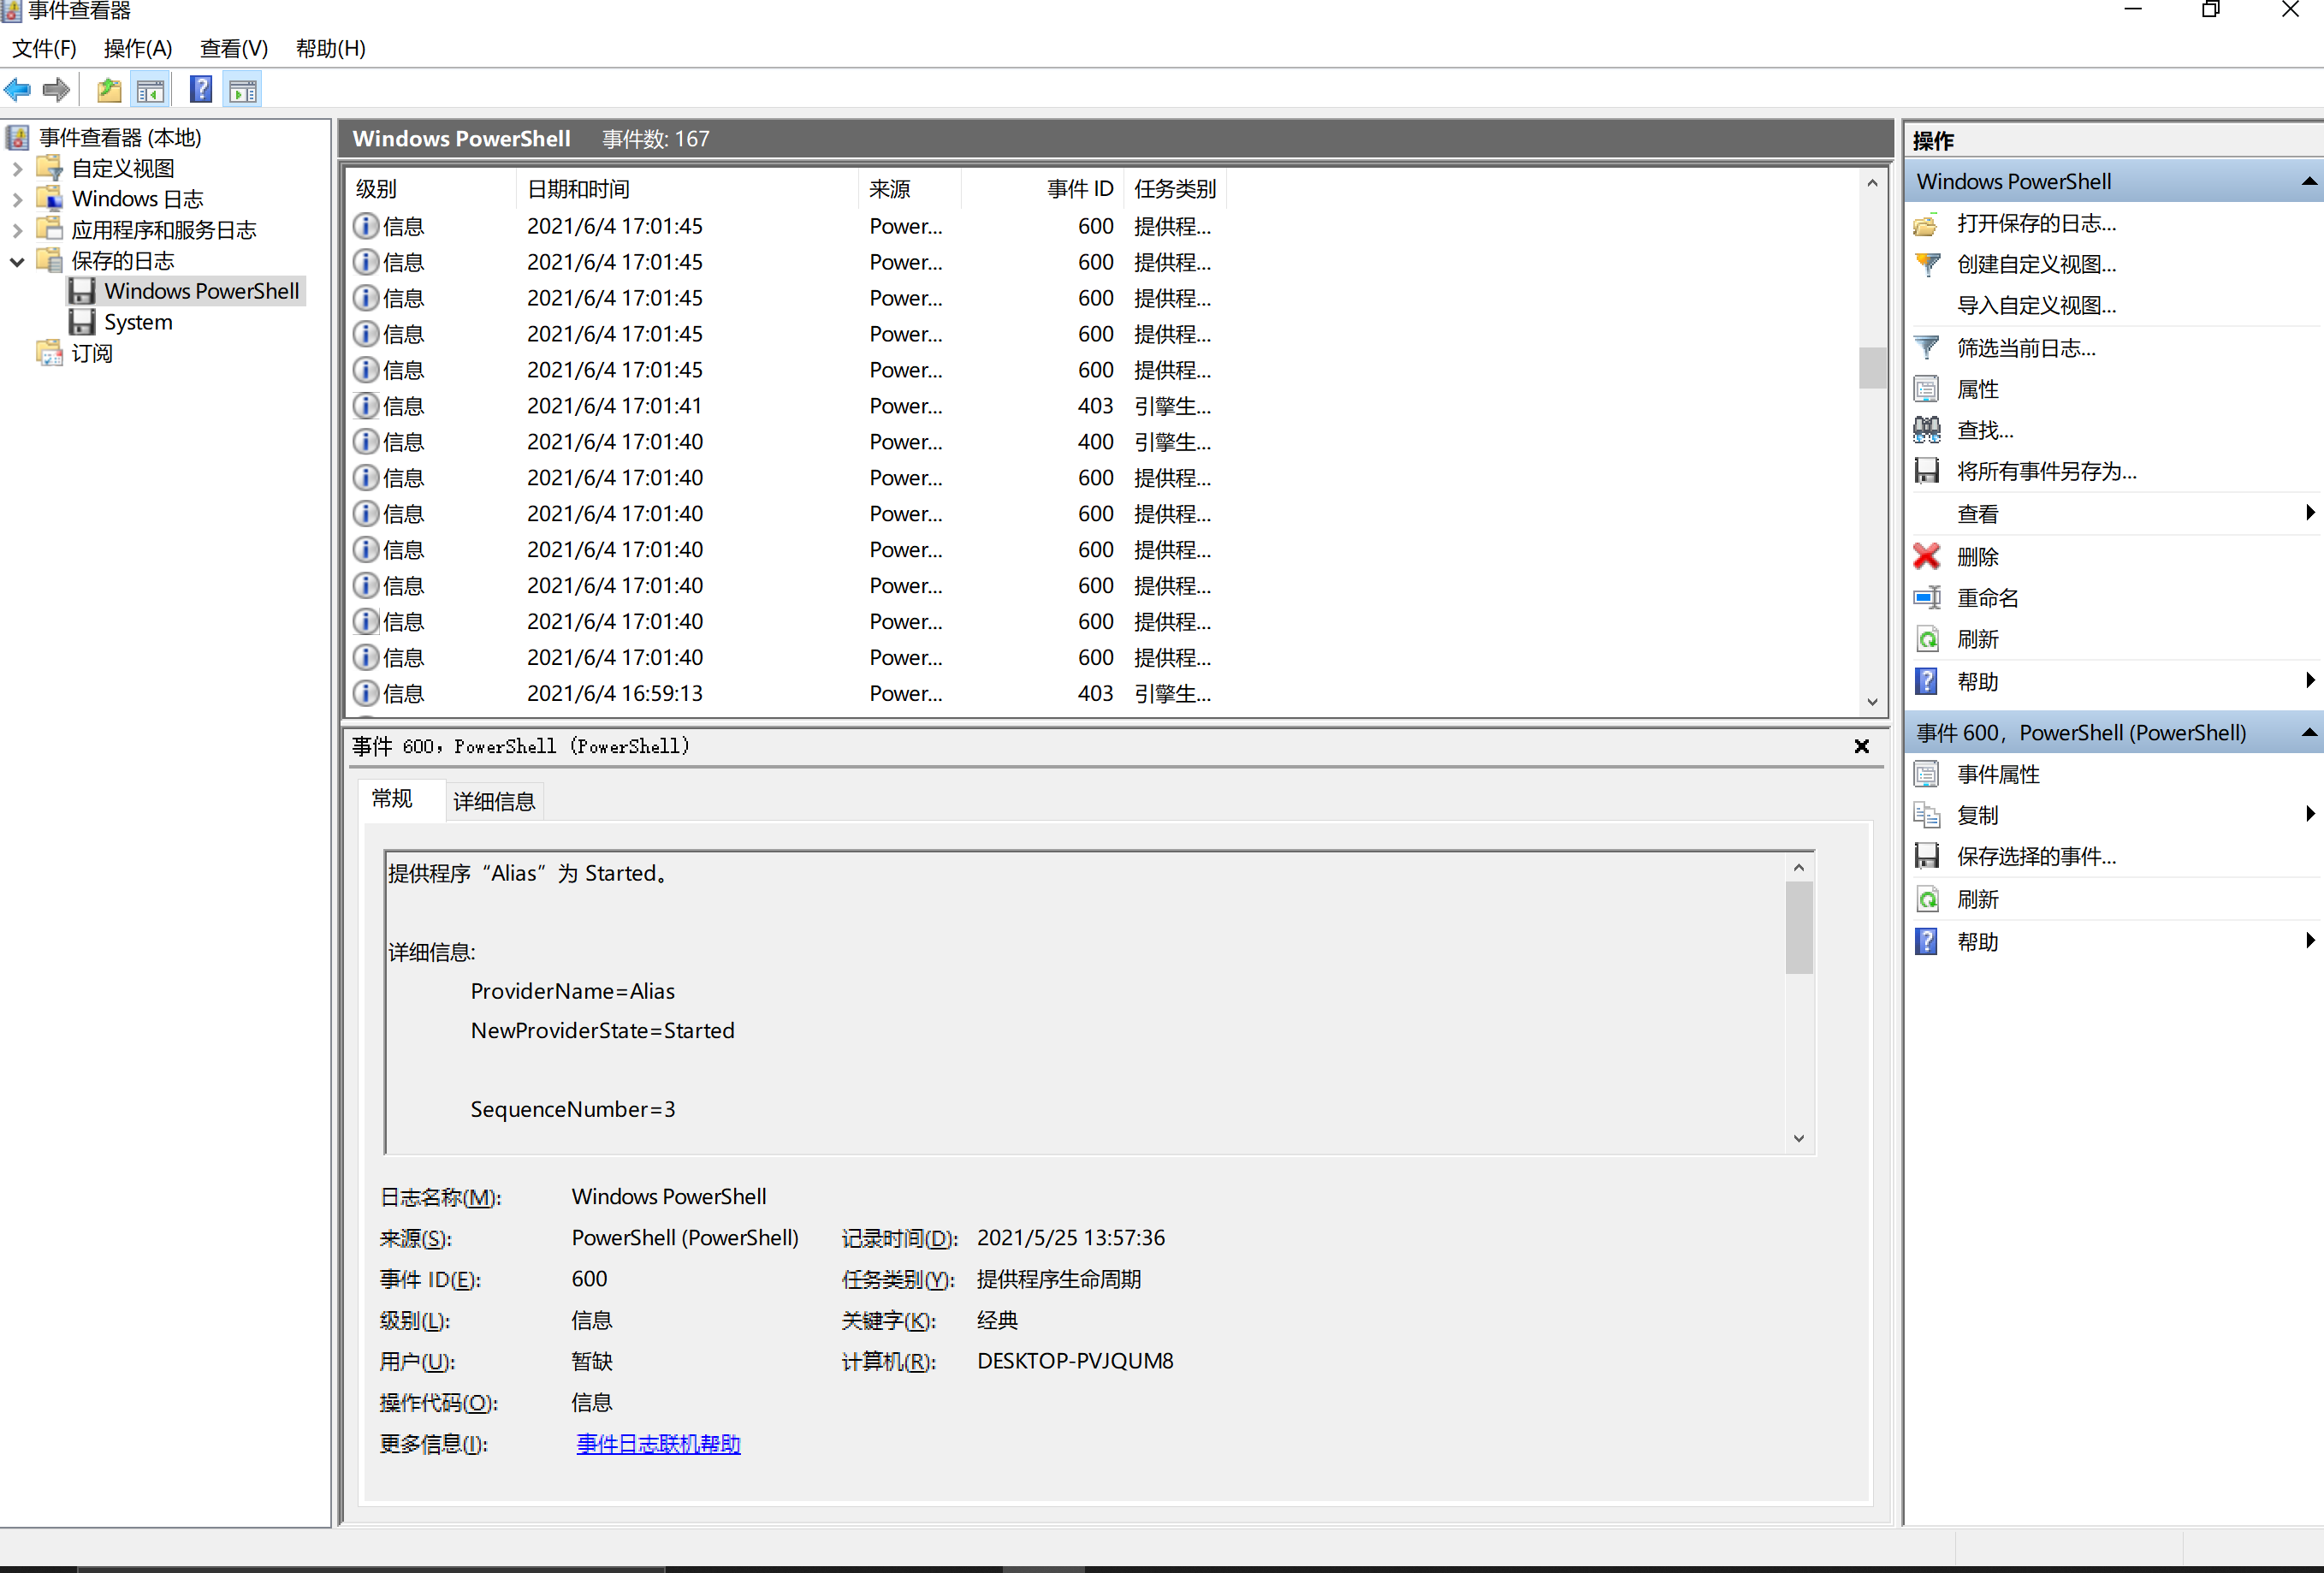 事件查看器
文件(F) 操作(A) 查看(V) 帮助(H)
事件查看器 (本地)
自定义视图
Windows 日志
应用程序和服务日志
保存的日志
Windows PowerShell
System
订阅
Windows PowerShell 事件数: 167
级别 日期和时间 来源 事件 ID 任务类别
信息 2021/6/4 17:01:45 Power... 600 提供程...
信息 2021/6/4 17:01:45 Power... 600 提供程...
信息 2021/6/4 17:01:45 Power... 600 提供程...
信息 2021/6/4 17:01:45 Power... 600 提供程...
信息 2021/6/4 17:01:45 Power... 600 提供程...
信息 2021/6/4 17:01:41 Power... 403 引擎生...
信息 2021/6/4 17:01:40 Power... 400 引擎生...
信息 2021/6/4 17:01:40 Power... 600 提供程...
信息 2021/6/4 17:01:40 Power... 600 提供程...
信息 2021/6/4 17:01:40 Power... 600 提供程...
信息 2021/6/4 17:01:40 Power... 600 提供程...
信息 2021/6/4 17:01:40 Power... 600 提供程...
信息 2021/6/4 17:01:40 Power... 600 提供程...
信息 2021/6/4 16:59:13 Power... 403 引擎生...
事件 600，PowerShell (PowerShell)
常规 详细信息
提供程序“Alias”为 Started。
详细信息:
ProviderName=Alias
NewProviderState=Started
SequenceNumber=3
日志名称(M): Windows PowerShell
来源(S): PowerShell (PowerShell) 记录时间(D): 2021/5/25 13:57:36
事件 ID(E): 600 任务类别(Y): 提供程序生命周期
级别(L): 信息 关键字(K): 经典
用户(U): 暂缺 计算机(R): DESKTOP-PVJQUM8
操作代码(O): 信息
更多信息(I): 事件日志联机帮助
操作
Windows PowerShell
打开保存的日志...
创建自定义视图...
导入自定义视图...
筛选当前日志...
属性
查找...
将所有事件另存为...
查看
删除
重命名
刷新
帮助
事件 600，PowerShell (PowerShell)
事件属性
复制
保存选择的事件...
刷新
帮助